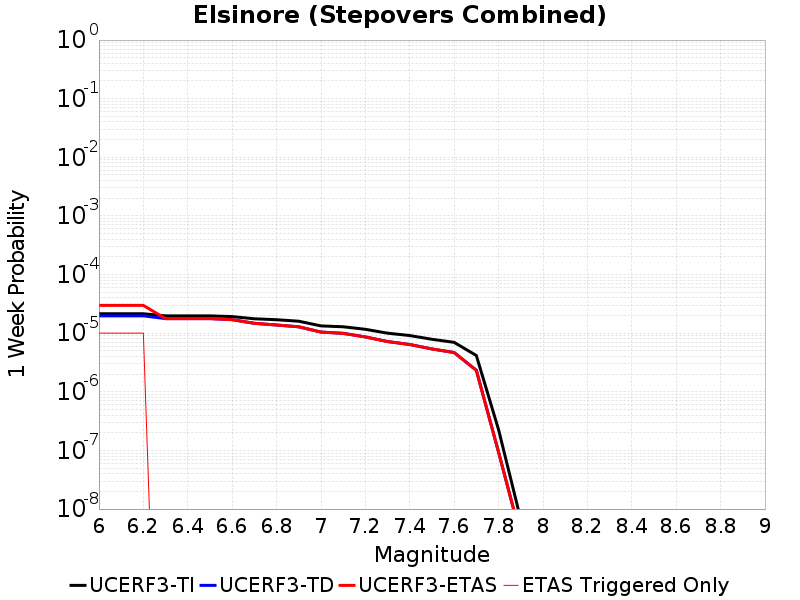 Elsinore (Stepovers Combined)
1 Week Probability
10^0
10^-1
10^-2
10^-3
10^-4
10^-5
10^-6
10^-7
10^-8
6 6.2 6.4 6.6 6.8 7 7.2 7.4 7.6 7.8 8 8.2 8.4 8.6 8.8 9
Magnitude
UCERF3-TI UCERF3-TD UCERF3-ETAS ETAS Triggered Only